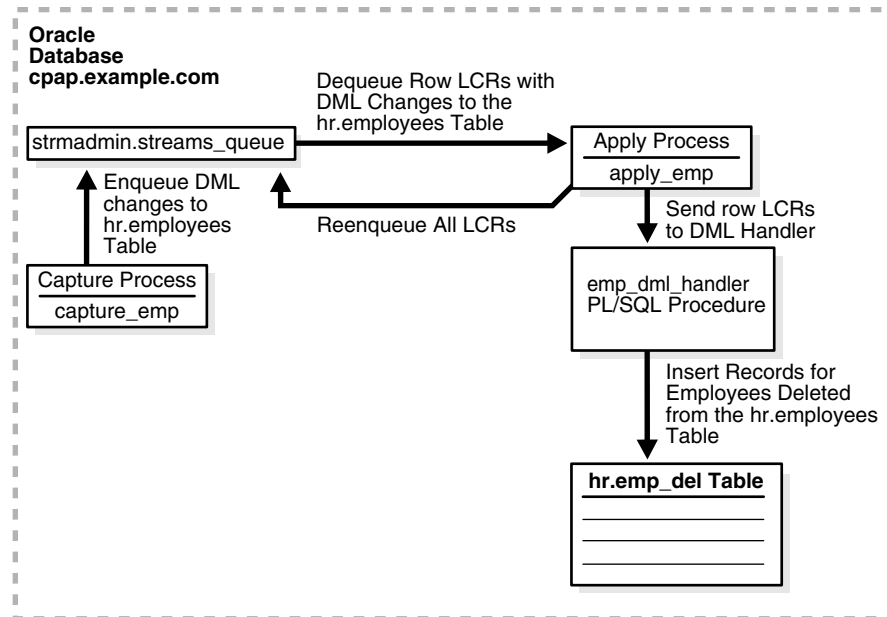 Oracle
Database
cpap.example.com
Dequeue Row LCRs with
DML Changes to the
hr.employees Table
strmadmin.streams_queue
Apply Process
apply_emp
Enqueue DML
changes to
hr.employees
Table
Reenqueue All LCRs
Send row LCRs
to DML Handler
Capture Process
capture_emp
emp_dml_handler
PL/SQL Procedure
Insert Records for
Employees Deleted
from the hr.employees
Table
hr.emp_del Table